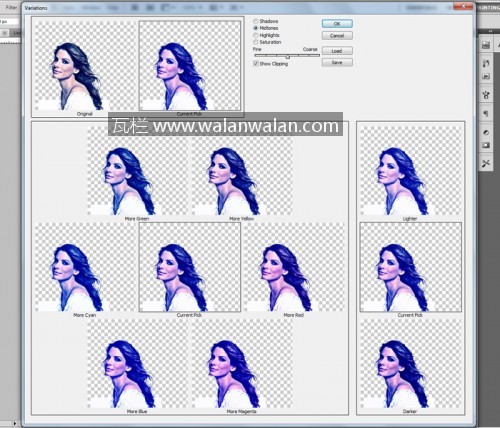 Filter
Variations
Shadows
Midtones
Highlights
Saturation
Fine Coarse
Show Clipping
OK
Cancel
Load
Save
Original Current Pick
瓦栏 www.walanwalan.com
More Green More Yellow Lighter
More Cyan Current Pick More Red Current Pick
More Blue More Magenta Darker